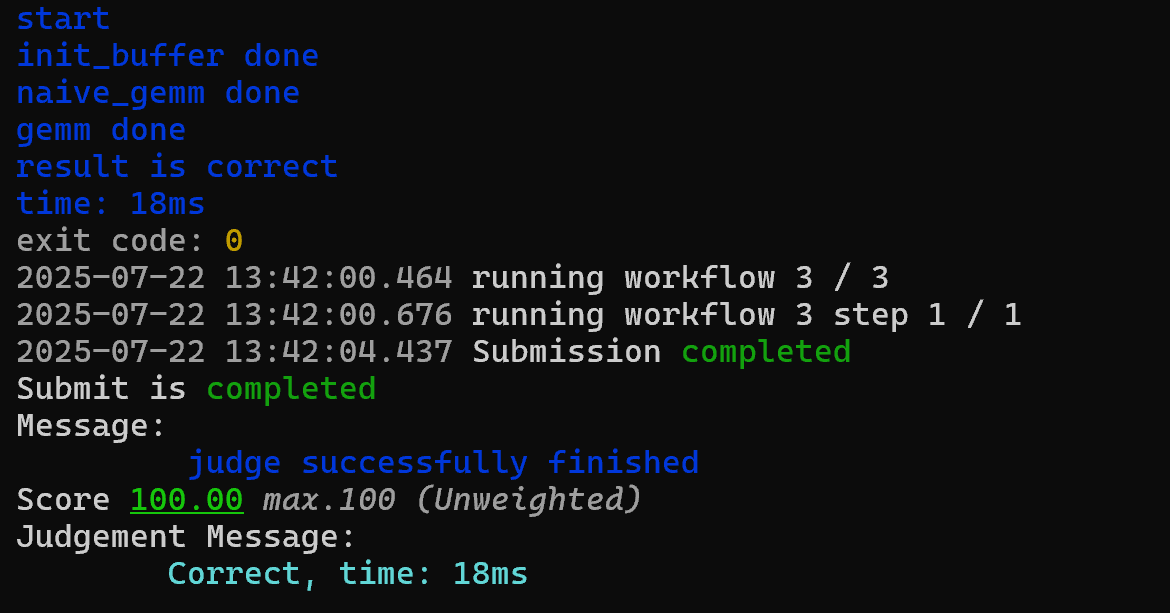 start
init_buffer done
naive_gemm done
gemm done
result is correct
time: 18ms
exit code: 0
2025-07-22 13:42:00.464 running workflow 3 / 3
2025-07-22 13:42:00.676 running workflow 3 step 1 / 1
2025-07-22 13:42:04.437 Submission completed
Submit is completed
Message:
judge successfully finished
Score 100.00 max.100 (Unweighted)
Judgement Message:
Correct, time: 18ms